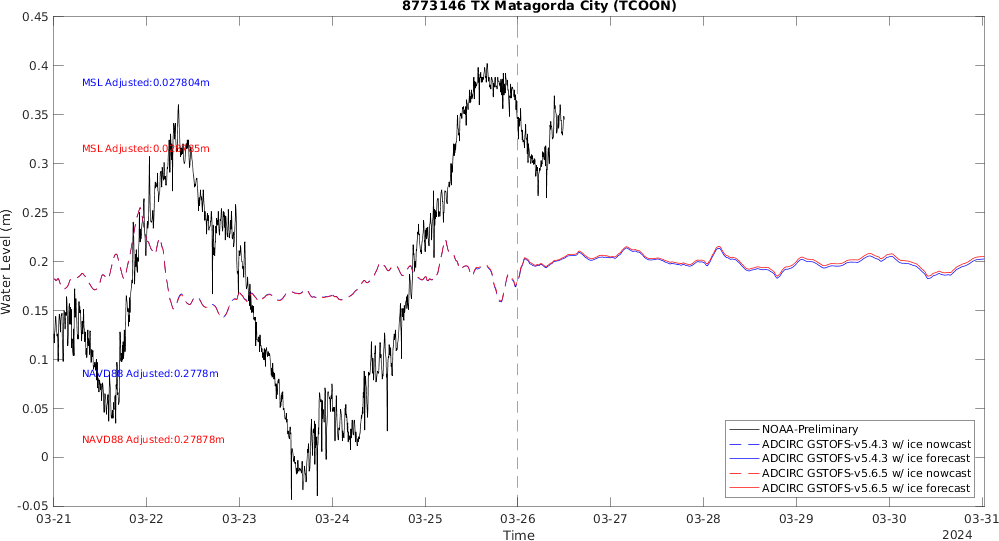 8773146 TX Matagorda City (TCOON)
Water Level (m)
0.45
0.4
0.35
0.3
0.25
0.2
0.15
0.1
0.05
0
-0.05
MSL Adjusted:0.027804m
MSL Adjusted:
NAVD88 Adjusted:0.2778m
NAVD88 Adjusted:0.27878m
NOAA-Preliminary
ADCIRC GSTOFS-v5.4.3 w/ ice nowcast
ADCIRC GSTOFS-v5.4.3 w/ ice forecast
ADCIRC GSTOFS-v5.6.5 w/ ice nowcast
ADCIRC GSTOFS-v5.6.5 w/ ice forecast
03-21 03-22 03-23 03-24 03-25 03-26 03-27 03-28 03-29 03-30 03-31
Time
2024